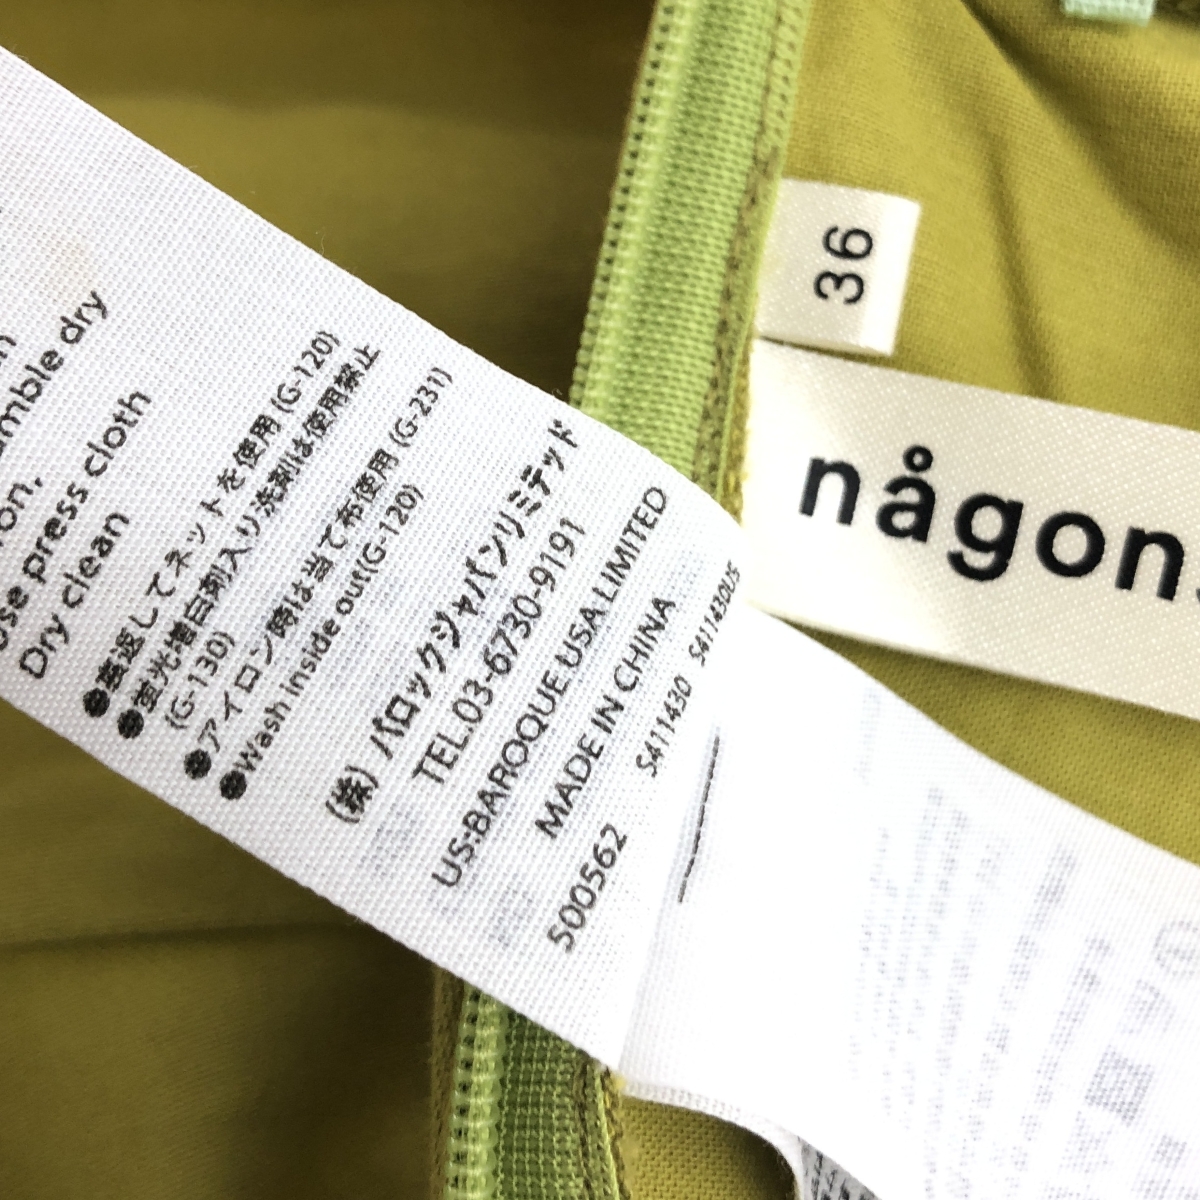 dry
press cloth
Dry clean
●裏返してネットを使用 (G-120)
●蛍光増白剤入り洗剤は使用禁止
(G-130)
●アイロン時は当て布使用 (G-231)
●Wash inside out(G-120)
(株) バロックジャパンリミテッド
TEL.03-6730-9191
US:BAROQUE USA LIMITED
MADE IN CHINA
500562
S411430 S411430US
36
någons